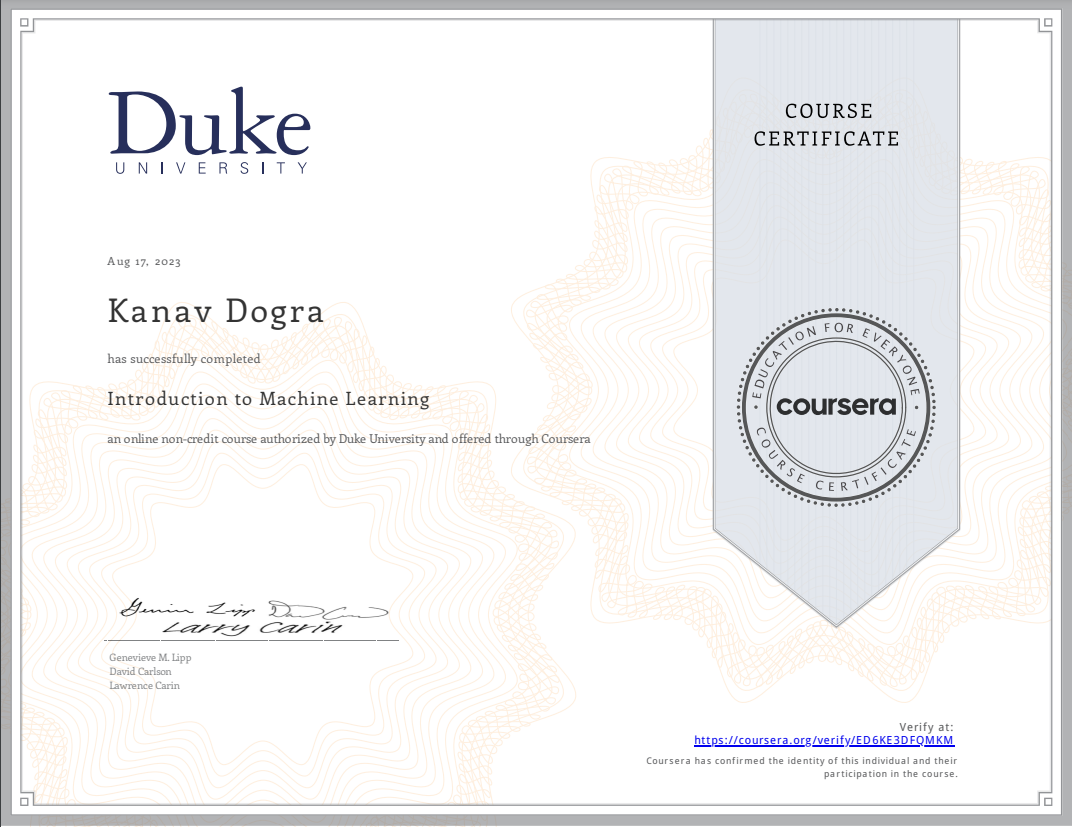 Duke
UNIVERSITY
COURSE
CERTIFICATE
Aug 17, 2023
Kanav Dogra
has successfully completed
Introduction to Machine Learning
an online non-credit course authorized by Duke University and offered through Coursera
EDUCATION FOR EVERYONE
coursera
COURSE CERTIFICATE
Larry Carin
Genevieve M. Lipp
David Carlson
Lawrence Carin
Verify at:
https://coursera.org/verify/ED6KE3DFQMKM
Coursera has confirmed the identity of this individual and their
participation in the course.